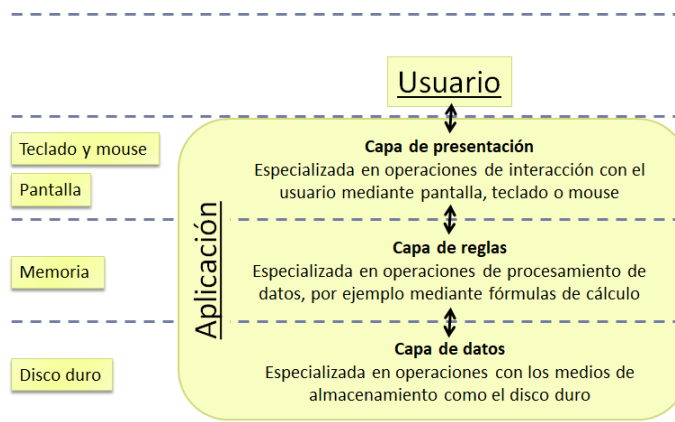 Usuario
Teclado y mouse
Pantalla
Memoria
Disco duro
Aplicación
Capa de presentación
Especializada en operaciones de interacción con el
usuario mediante pantalla, teclado o mouse
Capa de reglas
Especializada en operaciones de procesamiento de
datos, por ejemplo mediante fórmulas de cálculo
Capa de datos
Especializada en operaciones con los medios de
almacenamiento como el disco duro